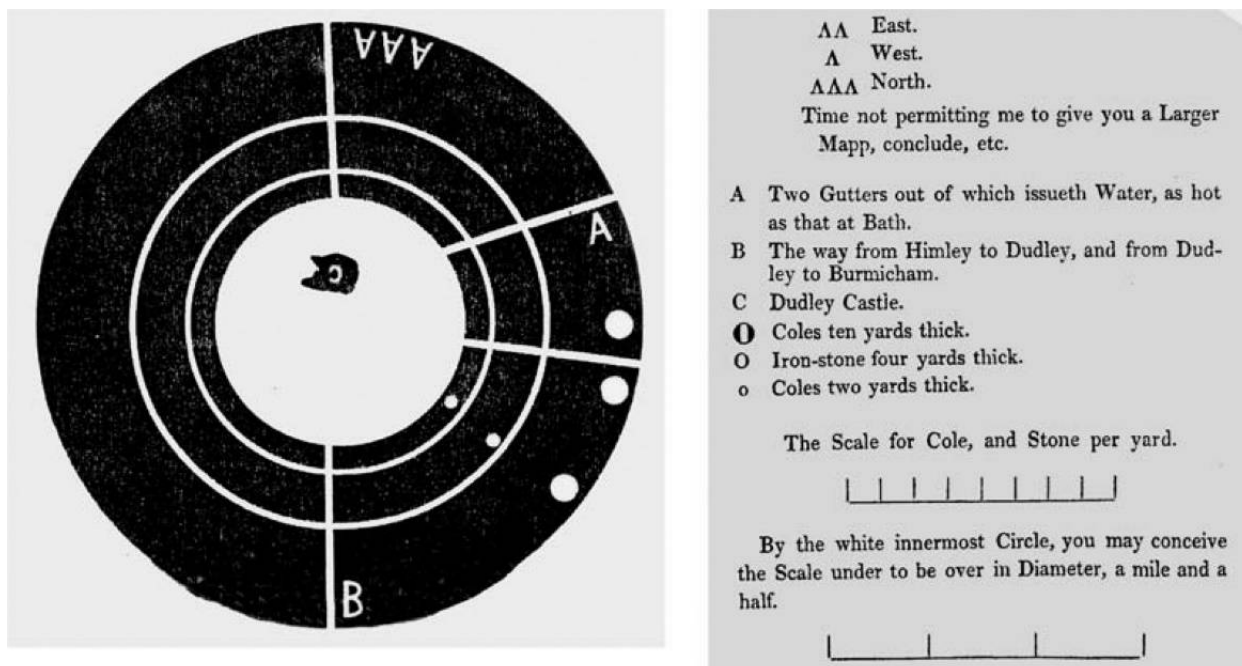 ΛΛΛ
A
C
B
ΛΛ East.
Λ West.
ΛΛΛ North.
Time not permitting me to give you a Larger
Mapp, conclude, etc.
A Two Gutters out of which issueth Water, as hot
as that at Bath.
B The way from Himley to Dudley, and from Dud-
ley to Burmicham.
C Dudley Castle.
O Coles ten yards thick.
O Iron-stone four yards thick.
o Coles two yards thick.
The Scale for Cole, and Stone per yard.
By the white innermost Circle, you may conceive
the Scale under to be over in Diameter, a mile and a
half.